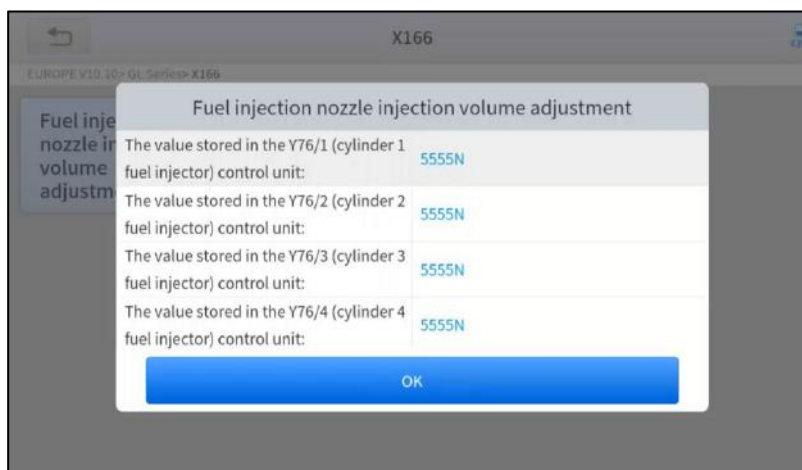 X166
EUROPE V10.10> GL Series> X166
Fuel inje
nozzle in
volume
adjustm
Fuel injection nozzle injection volume adjustment
The value stored in the Y76/1 (cylinder 1
fuel injector) control unit:
5555N
The value stored in the Y76/2 (cylinder 2
fuel injector) control unit:
5555N
The value stored in the Y76/3 (cylinder 3
fuel injector) control unit:
5555N
The value stored in the Y76/4 (cylinder 4
fuel injector) control unit:
5555N
OK